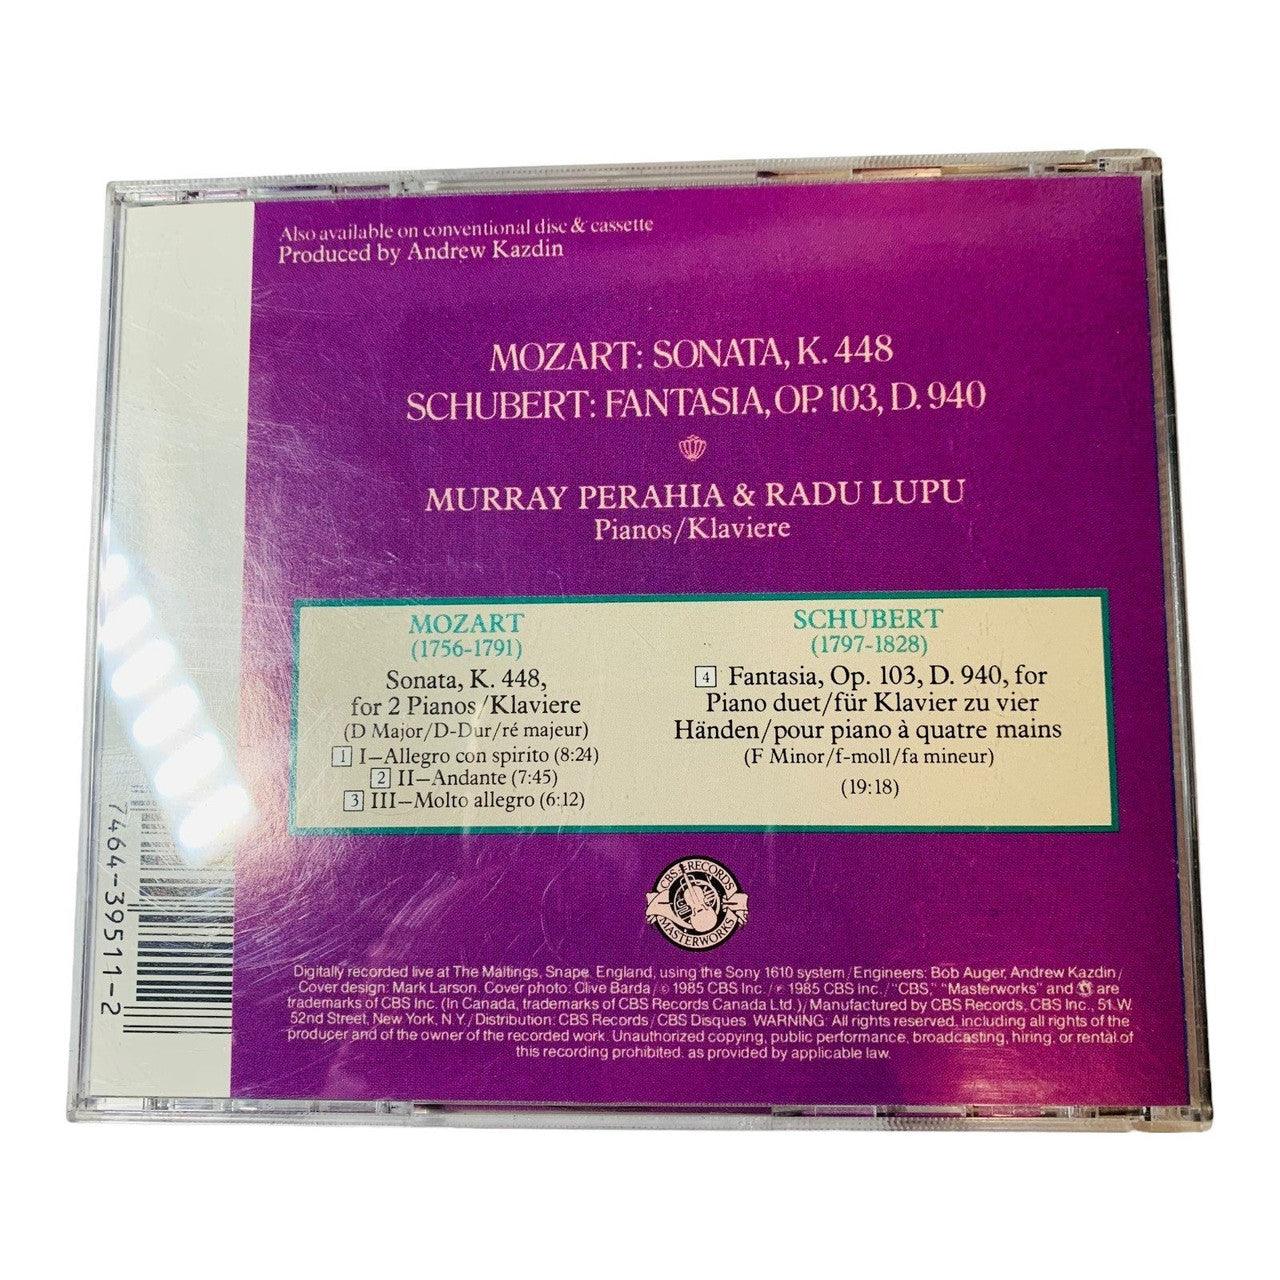 Also available on conventional disc & cassette
Produced by Andrew Kazdin
MOZART: SONATA, K. 448
SCHUBERT: FANTASIA, OP. 103, D. 940
MURRAY PERAHIA & RADU LUPU
Pianos/Klaviere
MOZART
(1756-1791)
Sonata, K. 448,
for 2 Pianos/Klaviere
(D Major/D-Dur/ré majeur)
1 I—Allegro con spirito (8:24)
2 II—Andante (7:45)
3 III—Molto allegro (6:12)
SCHUBERT
(1797-1828)
4 Fantasia, Op. 103, D. 940, for
Piano duet/für Klavier zu vier
Händen/pour piano à quatre mains
(F Minor/f-moll/fa mineur)
(19:18)
CBS RECORDS
MASTERWORKS
Digitally recorded live at The Maltings, Snape, England, using the Sony 1610 system/Engineers: Bob Auger, Andrew Kazdin/
Cover design: Mark Larson. Cover photo: Clive Barda/© 1985 CBS Inc./℗ 1985 CBS Inc./"CBS," "Masterworks" and are
trademarks of CBS Inc. (In Canada, trademarks of CBS Records Canada Ltd.)/Manufactured by CBS Records, CBS Inc., 51 W.
52nd Street, New York, N.Y./Distribution: CBS Records/CBS Disques. WARNING: All rights reserved, including all rights of the
producer and of the owner of the recorded work. Unauthorized copying, public performance, broadcasting, hiring, or rental of
this recording prohibited, as provided by applicable law.
7464-39511-2